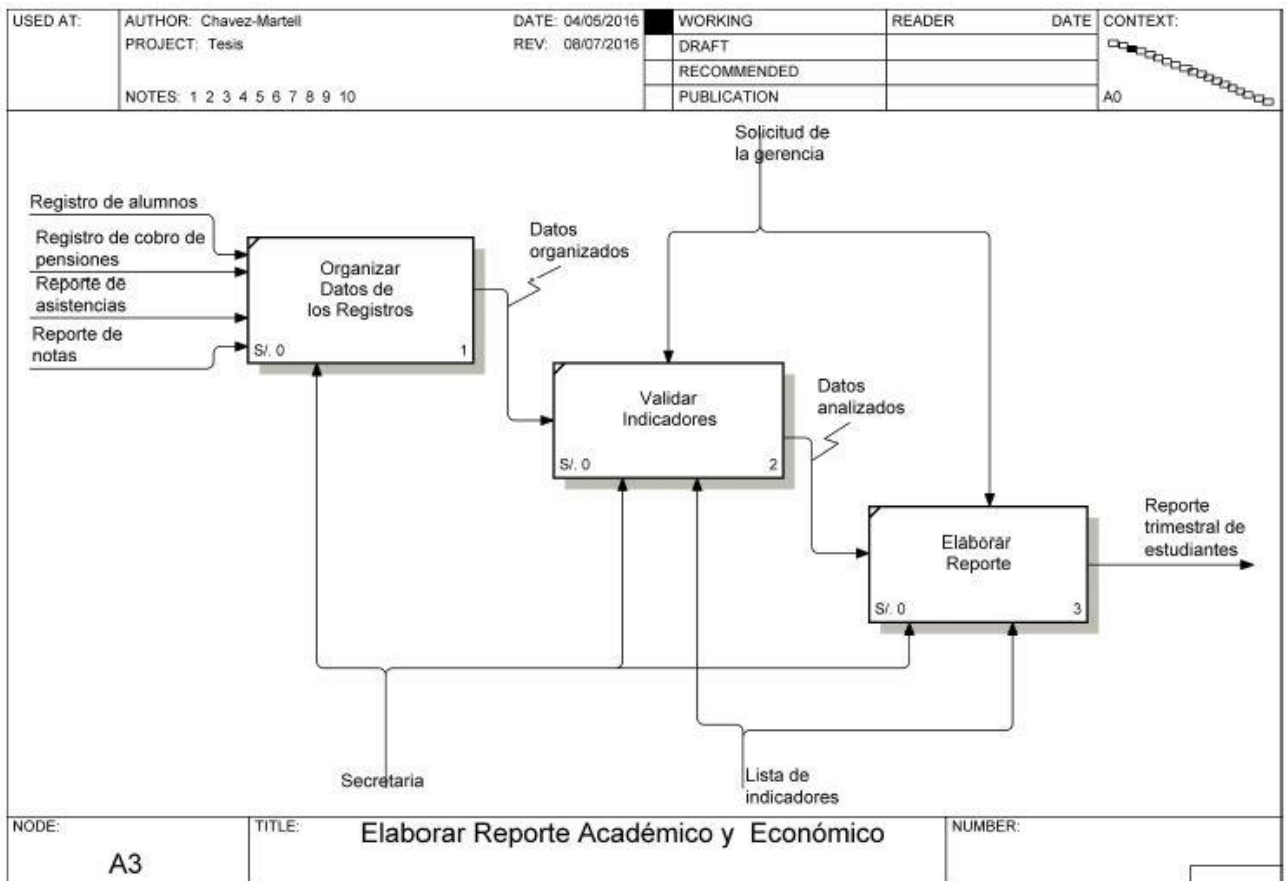 USED AT:
AUTHOR: Chavez-Martell
DATE: 04/05/2016
PROJECT: Tesis
REV: 08/07/2016
NOTES: 1 2 3 4 5 6 7 8 9 10
WORKING
DRAFT
RECOMMENDED
PUBLICATION
READER
DATE
CONTEXT:
A0
Solicitud de
la gerencia
Registro de alumnos
Registro de cobro de
pensiones
Reporte de
asistencias
Reporte de
notas
Organizar
Datos de
los Registros
S/. 0
1
Datos
organizados
Validar
Indicadores
S/. 0
2
Datos
analizados
Elaborar
Reporte
S/. 0
3
Reporte
trimestral de
estudiantes
Secretaria
Lista de
indicadores
NODE:
A3
TITLE:
Elaborar Reporte Académico y Económico
NUMBER: